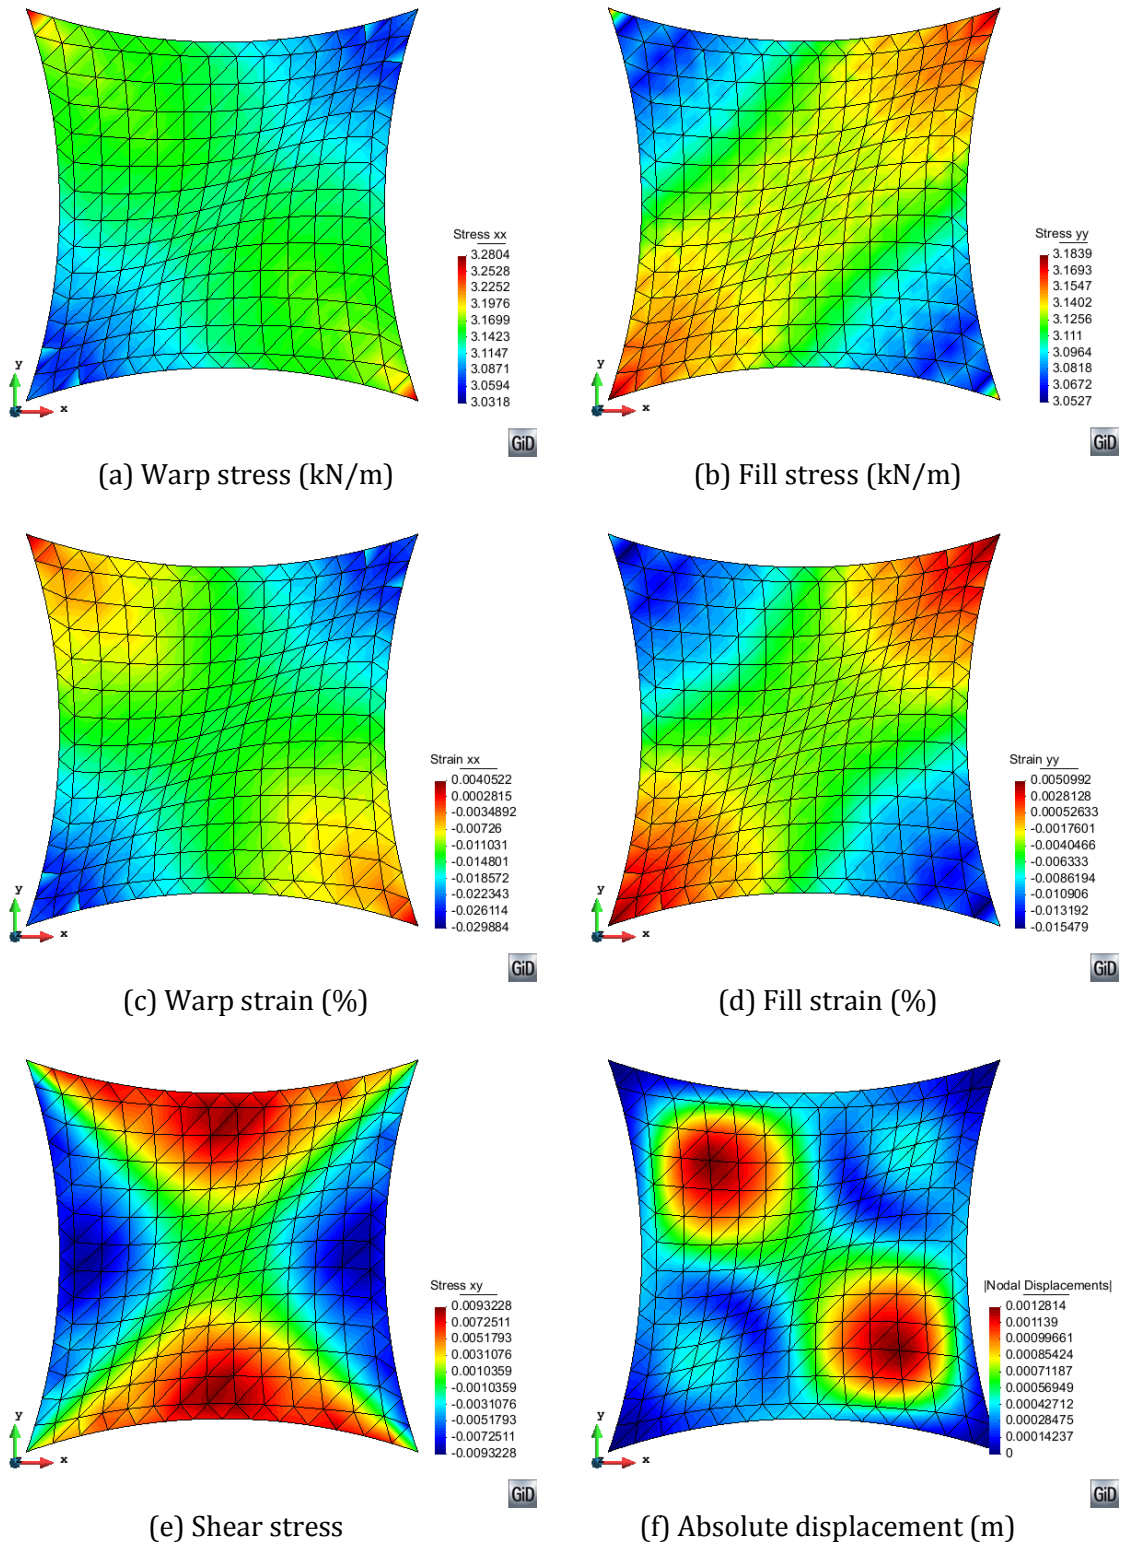 Stress xx
3.2804
3.2528
3.2252
3.1976
3.1699
3.1423
3.1147
3.0871
3.0594
3.0318
y
z
x
GiD
(a) Warp stress (kN/m)
Stress yy
3.1839
3.1693
3.1547
3.1402
3.1256
3.111
3.0964
3.0818
3.0672
3.0527
y
z
x
GiD
(b) Fill stress (kN/m)
Strain xx
0.0040522
0.0002815
-0.0034892
-0.00726
-0.011031
-0.014801
-0.018572
-0.022343
-0.026114
-0.029884
y
z
x
GiD
(c) Warp strain (%)
Strain yy
0.0050992
0.0028128
0.00052633
-0.0017601
-0.0040466
-0.006333
-0.0086194
-0.010906
-0.013192
-0.015479
y
z
x
GiD
(d) Fill strain (%)
Stress xy
0.0093228
0.0072511
0.0051793
0.0031076
0.0010359
-0.0010359
-0.0031076
-0.0051793
-0.0072511
-0.0093228
y
z
x
GiD
(e) Shear stress
|Nodal Displacements|
0.0012814
0.001139
0.00099661
0.00085424
0.00071187
0.00056949
0.00042712
0.00028475
0.00014237
0
y
z
x
GiD
(f) Absolute displacement (m)